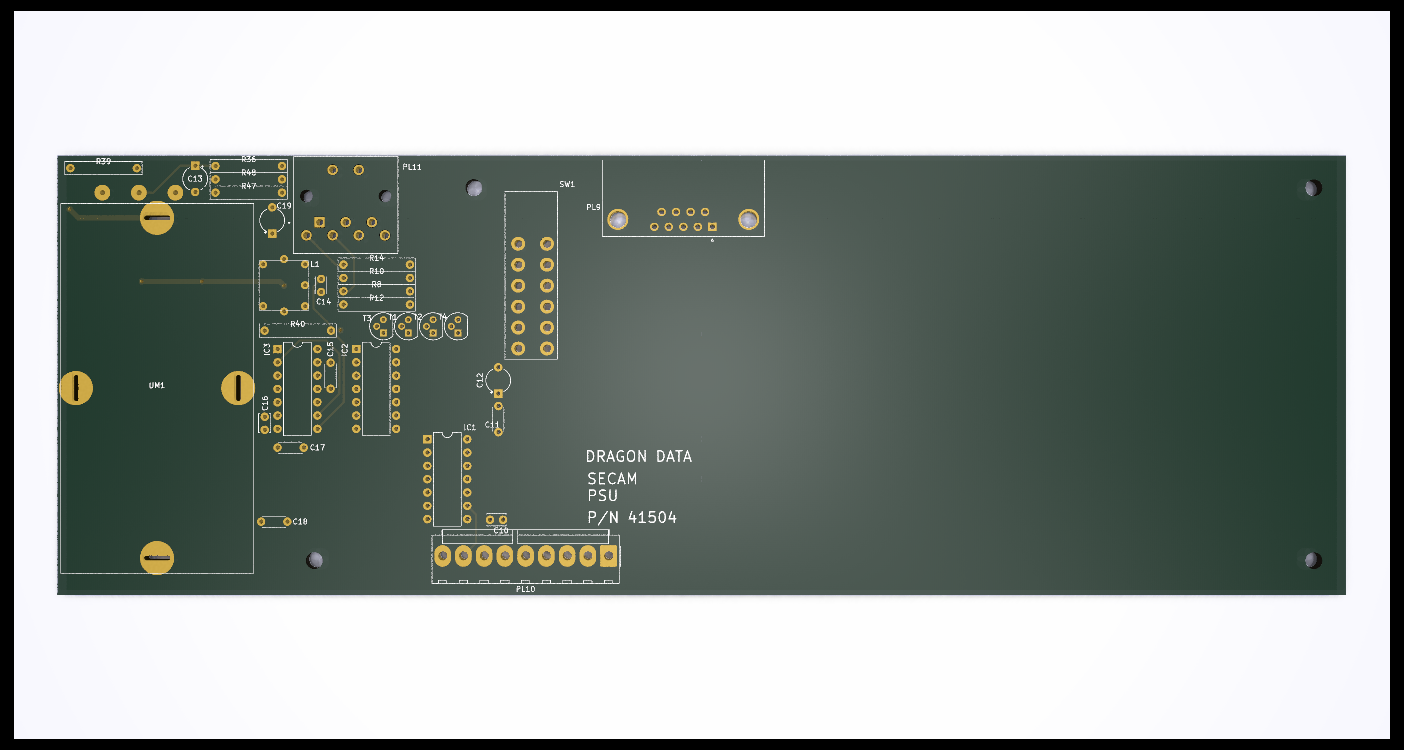 R39
R36
C13
R48
R47
PL11
C19
SW1
PL9
R14
L1
R10
R8
C14
R12
T3
T1
T2
T4
R40
IC3
C15
IC2
UM1
C12
C16
C11
IC1
C17
DRAGON DATA
SECAM
PSU
P/N 41504
C18
C10
PL10